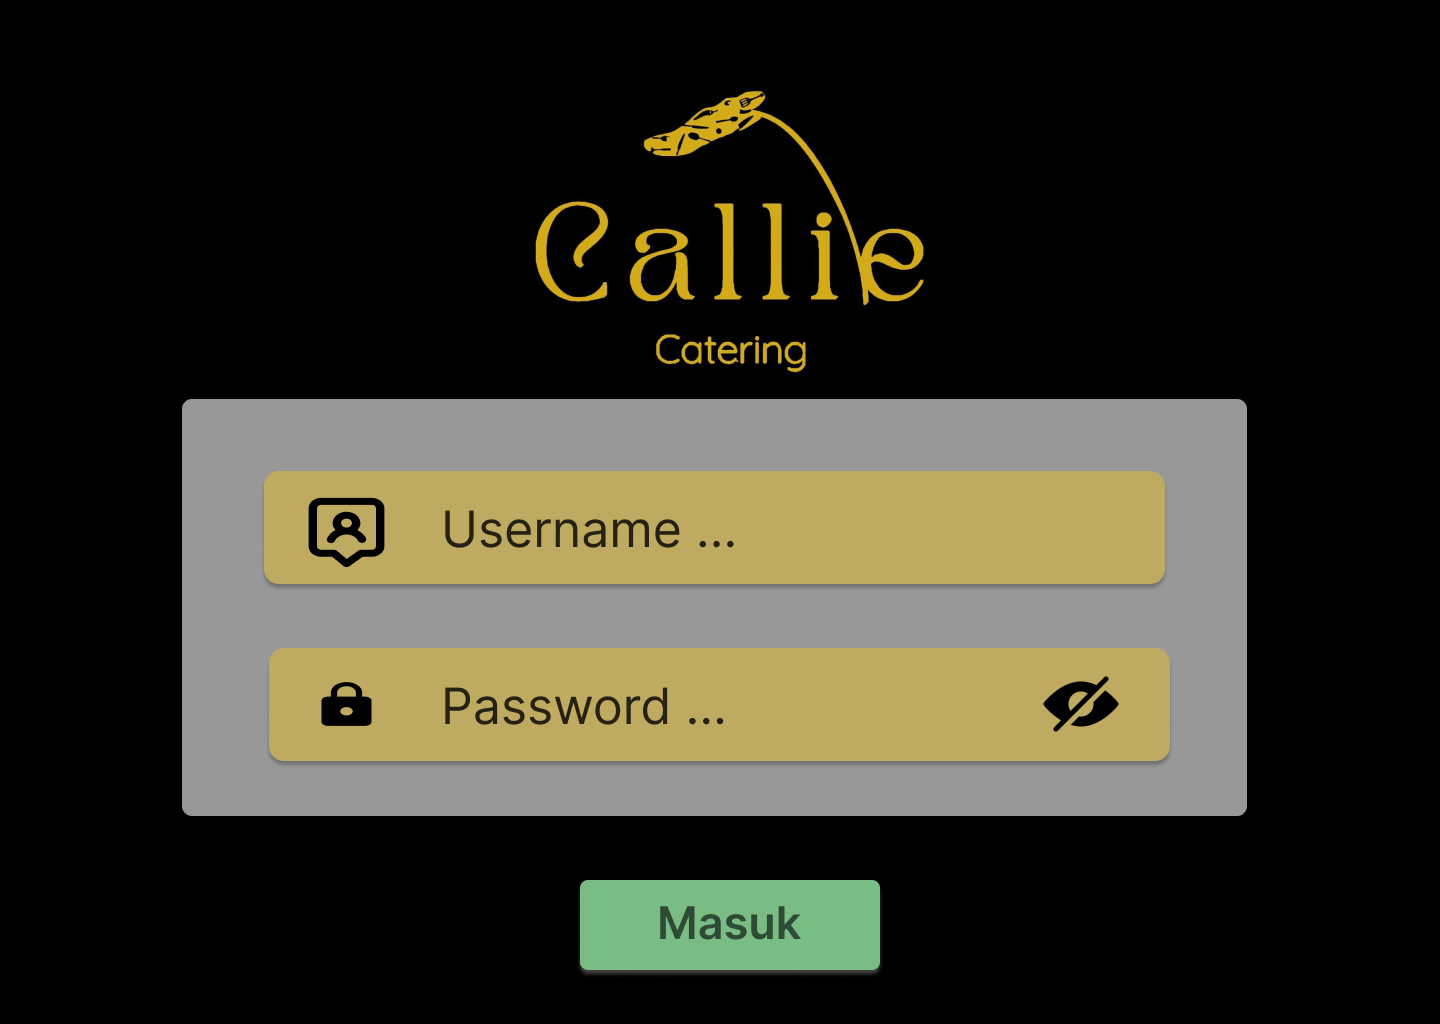 Callie
Catering
Username ...
Password ...
Masuk